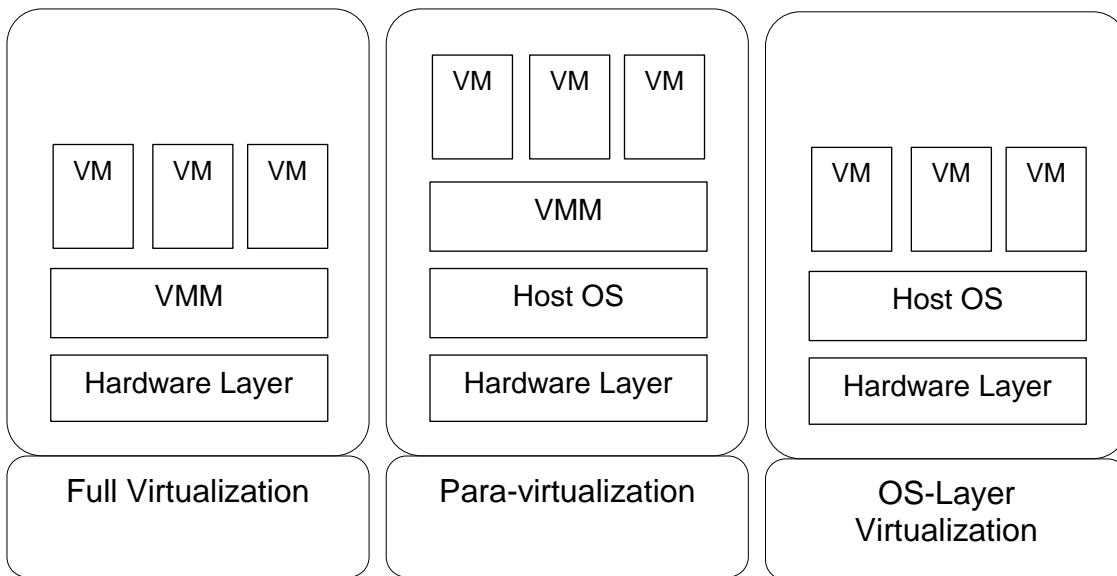 VM VM VM
VMM
Hardware Layer
Full Virtualization
VM VM VM
VMM
Host OS
Hardware Layer
Para-virtualization
VM VM VM
Host OS
Hardware Layer
OS-Layer
Virtualization